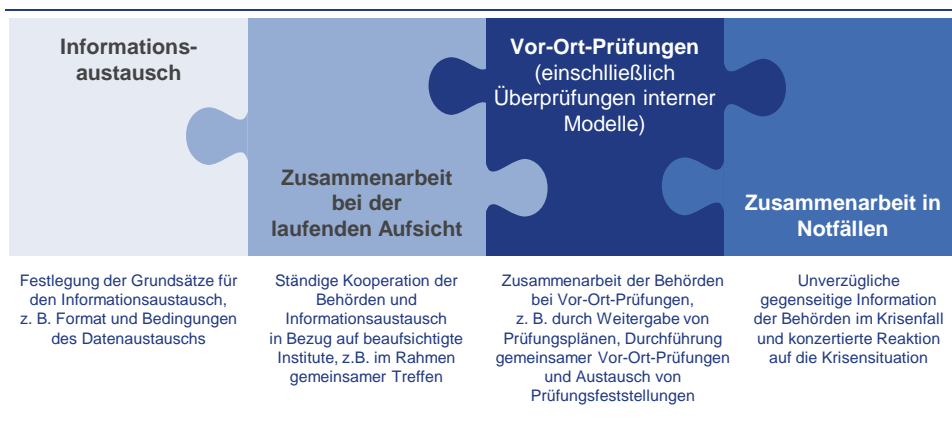 Informations-
austausch
Zusammenarbeit
bei der
laufenden Aufsicht
Vor-Ort-Prüfungen
(einschlließlich
Überprüfungen interner
Modelle)
Zusammenarbeit in
Notfällen
Festlegung der Grundsätze für
den Informationsaustausch,
z. B. Format und Bedingungen
des Datenaustauschs
Ständige Kooperation der
Behörden und
Informationsaustausch
in Bezug auf beaufsichtigte
Institute, z.B. im Rahmen
gemeinsamer Treffen
Zusammenarbeit der Behörden
bei Vor-Ort-Prüfungen,
z. B. durch Weitergabe von
Prüfungsplänen, Durchführung
gemeinsamer Vor-Ort-Prüfungen
und Austausch von
Prüfungsfeststellungen
Unverzügliche
gegenseitige Information
der Behörden im Krisenfall
und konzertierte Reaktion
auf die Krisensituation